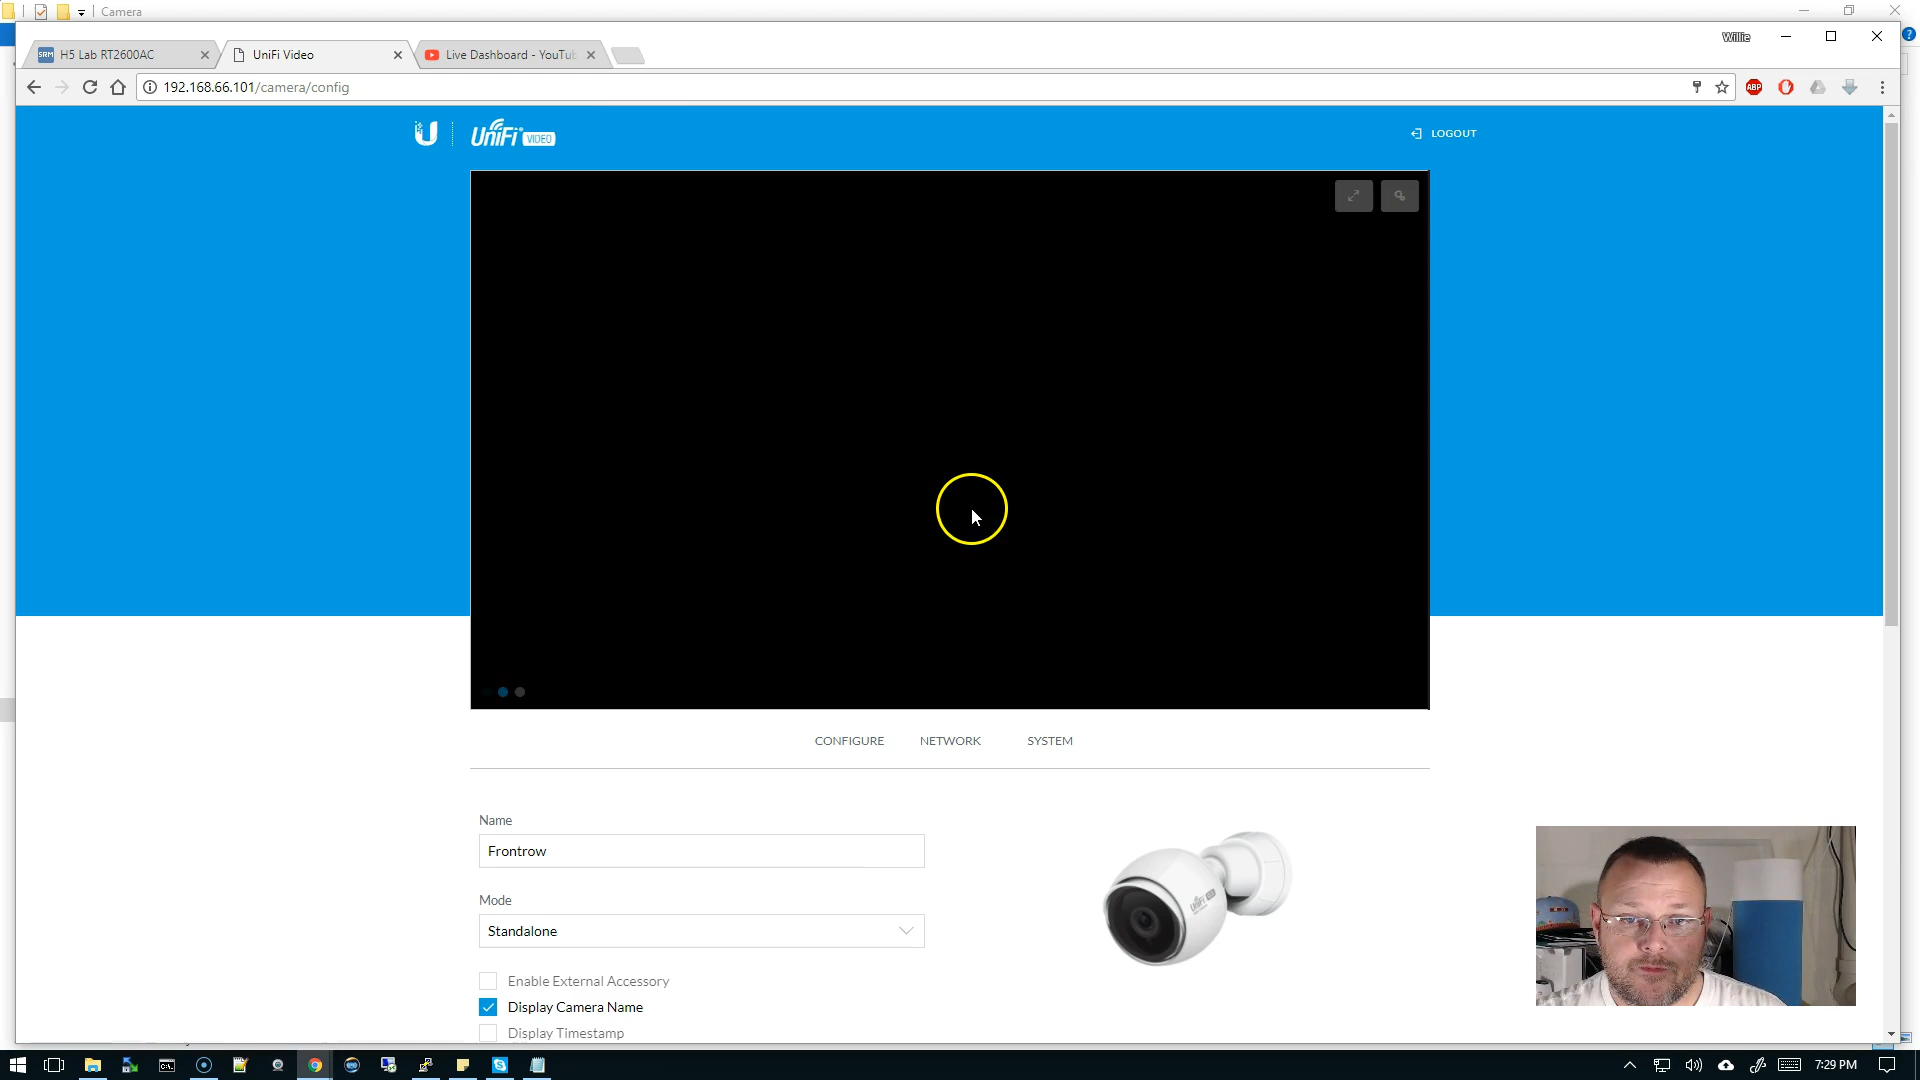 Camera
H5 Lab RT2600AC
UniFi Video
Live Dashboard - YouTub
Willie
192.168.66.101/camera/config
ABP
UniFi VIDEO
LOGOUT
CONFIGURE
NETWORK
SYSTEM
Name
Frontrow
Mode
Standalone
Enable External Accessory
Display Camera Name
Display Timestamp
7:29 PM